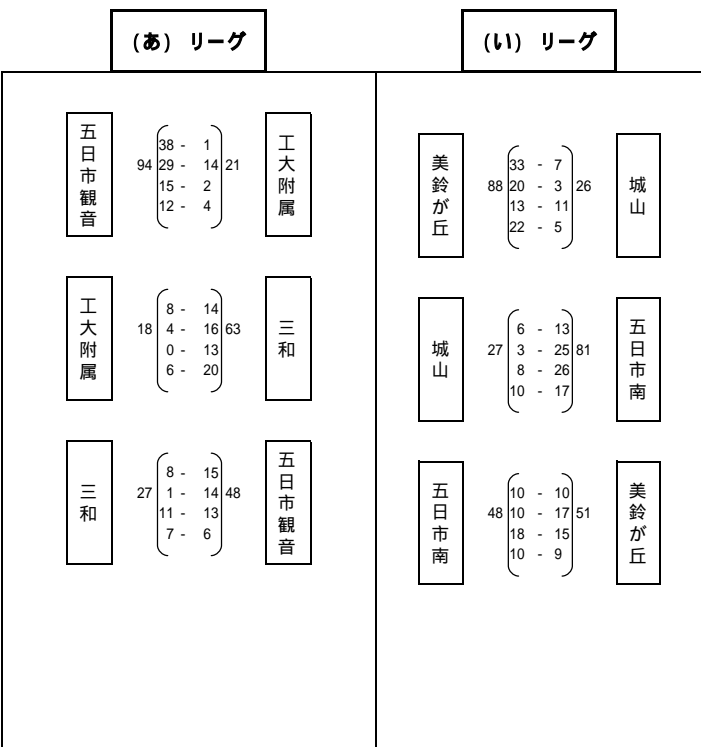 (あ) リーグ
五日市観音
94
38 - 1
29 - 14
15 - 2
12 - 4
21
工大附属
工大附属
18
8 - 14
4 - 16
0 - 13
6 - 20
63
三和
三和
27
8 - 15
1 - 14
11 - 13
7 - 6
48
五日市観音
(い) リーグ
美鈴が丘
88
33 - 7
20 - 3
13 - 11
22 - 5
26
城山
城山
27
6 - 13
3 - 25
8 - 26
10 - 17
81
五日市南
五日市南
48
10 - 10
10 - 17
18 - 15
10 - 9
51
美鈴が丘